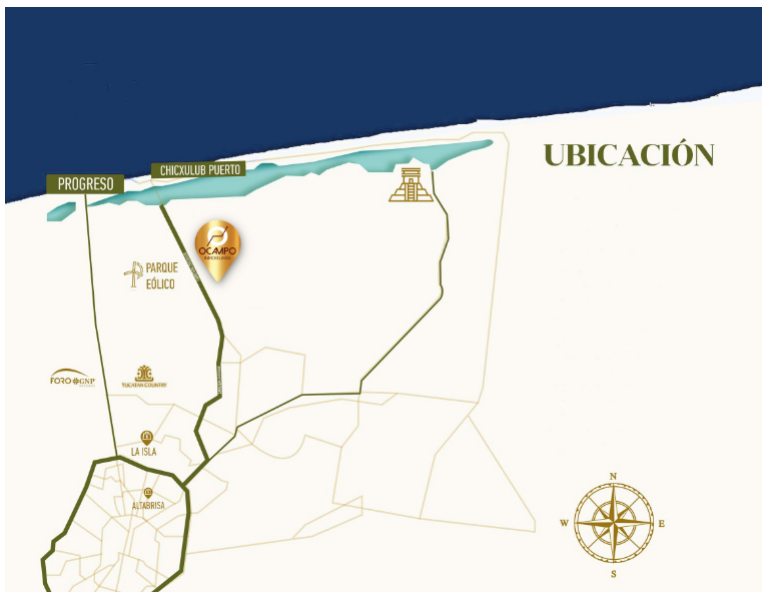 UBICACIÓN
CHICXULUB PUERTO
PROGRESO
OCAMPO
PARQUE
EÓLICO
FORO GNP
YUCATAN COUNTRY
LA ISLA
ALTABRISA
N
W
E
S